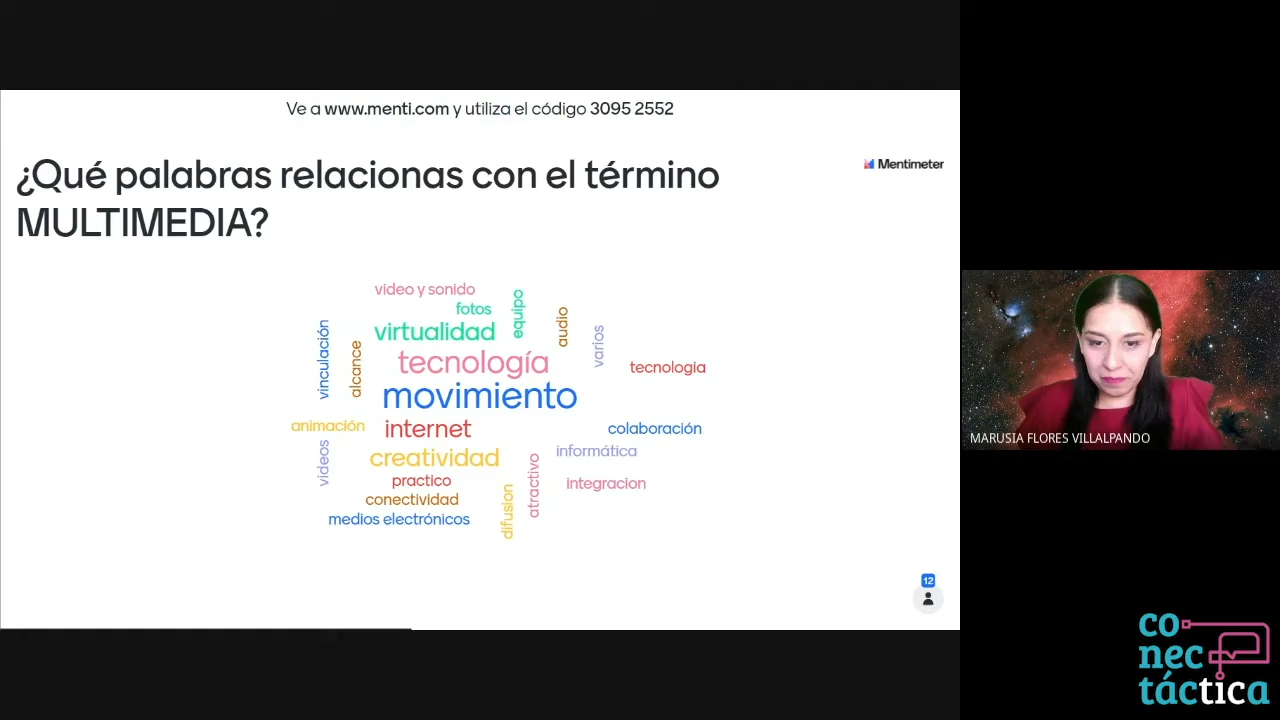 Ve a www.menti.com y utiliza el código 3095 2552
¿Qué palabras relacionas con el término
MULTIMEDIA?
Mentimeter
video y sonido
fotos
equipo
audio
virtualidad
varios
vinculación
alcance
tecnología
tecnologia
movimiento
animación
internet
colaboración
videos
creatividad
informática
practico
atractivo
integracion
conectividad
difusion
medios electrónicos
12
MARUSIA FLORES VILLALPANDO
co
nec
táctica